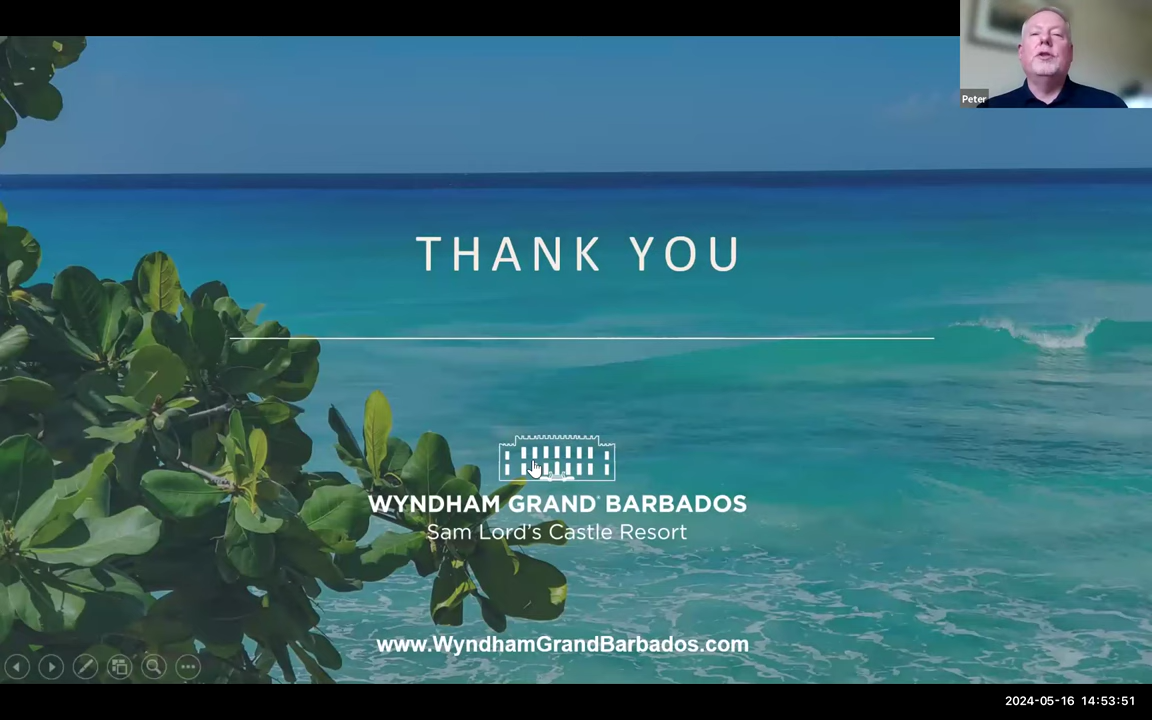 Peter
THANK YOU
WYNDHAM GRAND® BARBADOS
Sam Lord's Castle Resort
www.WyndhamGrandBarbados.com
2024-05-16 14:53:51